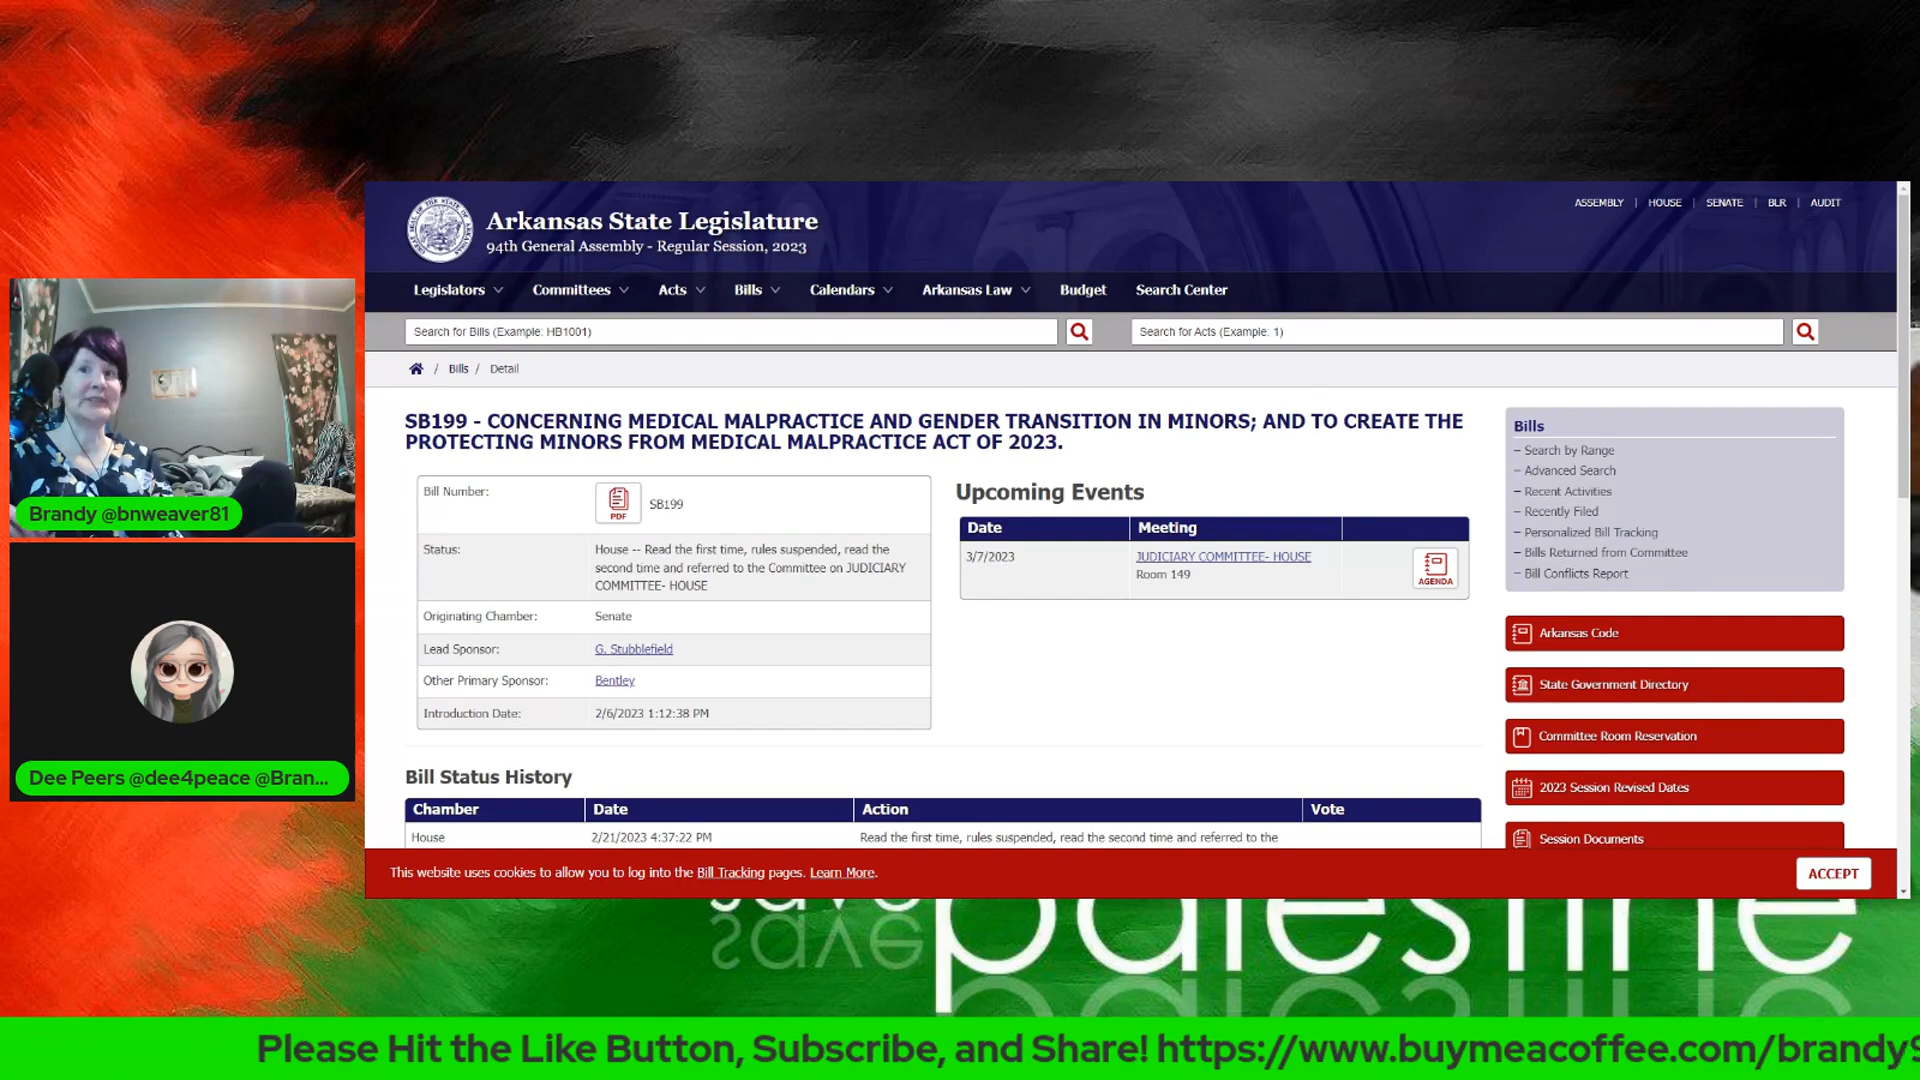 Arkansas State Legislature
94th General Assembly - Regular Session, 2023
ASSEMBLY | HOUSE | SENATE | BLR | AUDIT
Legislators Committees Acts Bills Calendars Arkansas Law Budget Search Center
Search for Bills (Example: HB1001)
Search for Acts (Example: 1)
/ Bills / Detail
SB199 - CONCERNING MEDICAL MALPRACTICE AND GENDER TRANSITION IN MINORS; AND TO CREATE THE
PROTECTING MINORS FROM MEDICAL MALPRACTICE ACT OF 2023.
Bill Number: PDF SB199
Status: House -- Read the first time, rules suspended, read the
second time and referred to the Committee on JUDICIARY
COMMITTEE- HOUSE
Originating Chamber: Senate
Lead Sponsor: G. Stubblefield
Other Primary Sponsor: Bentley
Introduction Date: 2/6/2023 1:12:38 PM
Upcoming Events
Date Meeting
3/7/2023 JUDICIARY COMMITTEE- HOUSE
Room 149
AGENDA
Bill Status History
Chamber Date Action Vote
House 2/21/2023 4:37:22 PM Read the first time, rules suspended, read the second time and referred to the
Bills
– Search by Range
– Advanced Search
– Recent Activities
– Recently Filed
– Personalized Bill Tracking
– Bills Returned from Committee
– Bill Conflicts Report
Arkansas Code
State Government Directory
Committee Room Reservation
2023 Session Revised Dates
Session Documents
This website uses cookies to allow you to log into the Bill Tracking pages. Learn More.
ACCEPT
Brandy @bnweaver81
Dee Peers @dee4peace @Bran...
save palestine
save
Please Hit the Like Button, Subscribe, and Share! https://www.buymeacoffee.com/brandy9